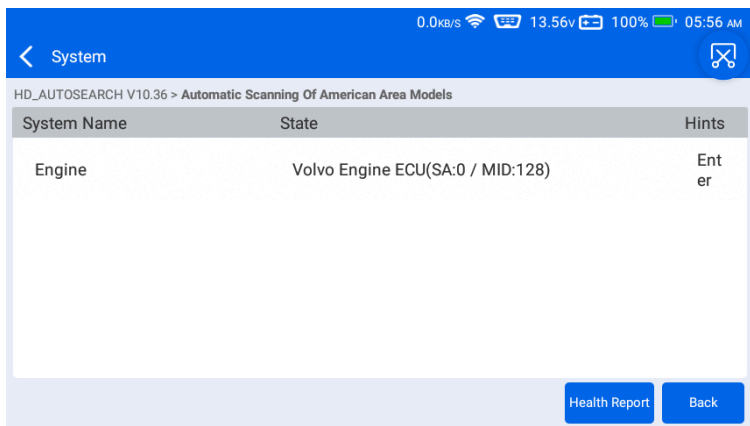 0.0KB/S 13.56V 100% 05:56 AM
System
HD_AUTOSEARCH V10.36 > Automatic Scanning Of American Area Models
System Name State Hints
Engine Volvo Engine ECU(SA:0 / MID:128) Ent
er
Health Report Back